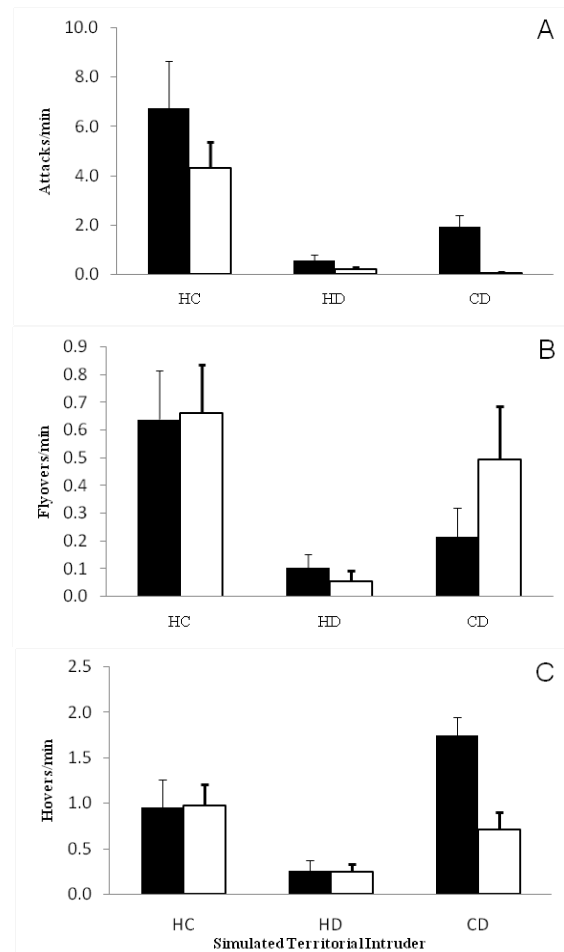 A
10.0
8.0
6.0
4.0
2.0
0.0
Attacks/min
HC HD CD
B
0.9
0.8
0.7
0.6
0.5
0.4
0.3
0.2
0.1
0.0
Flyovers/min
HC HD CD
C
2.5
2.0
1.5
1.0
0.5
0.0
Hovers/min
HC HD CD
Simulated Territorial Intruder